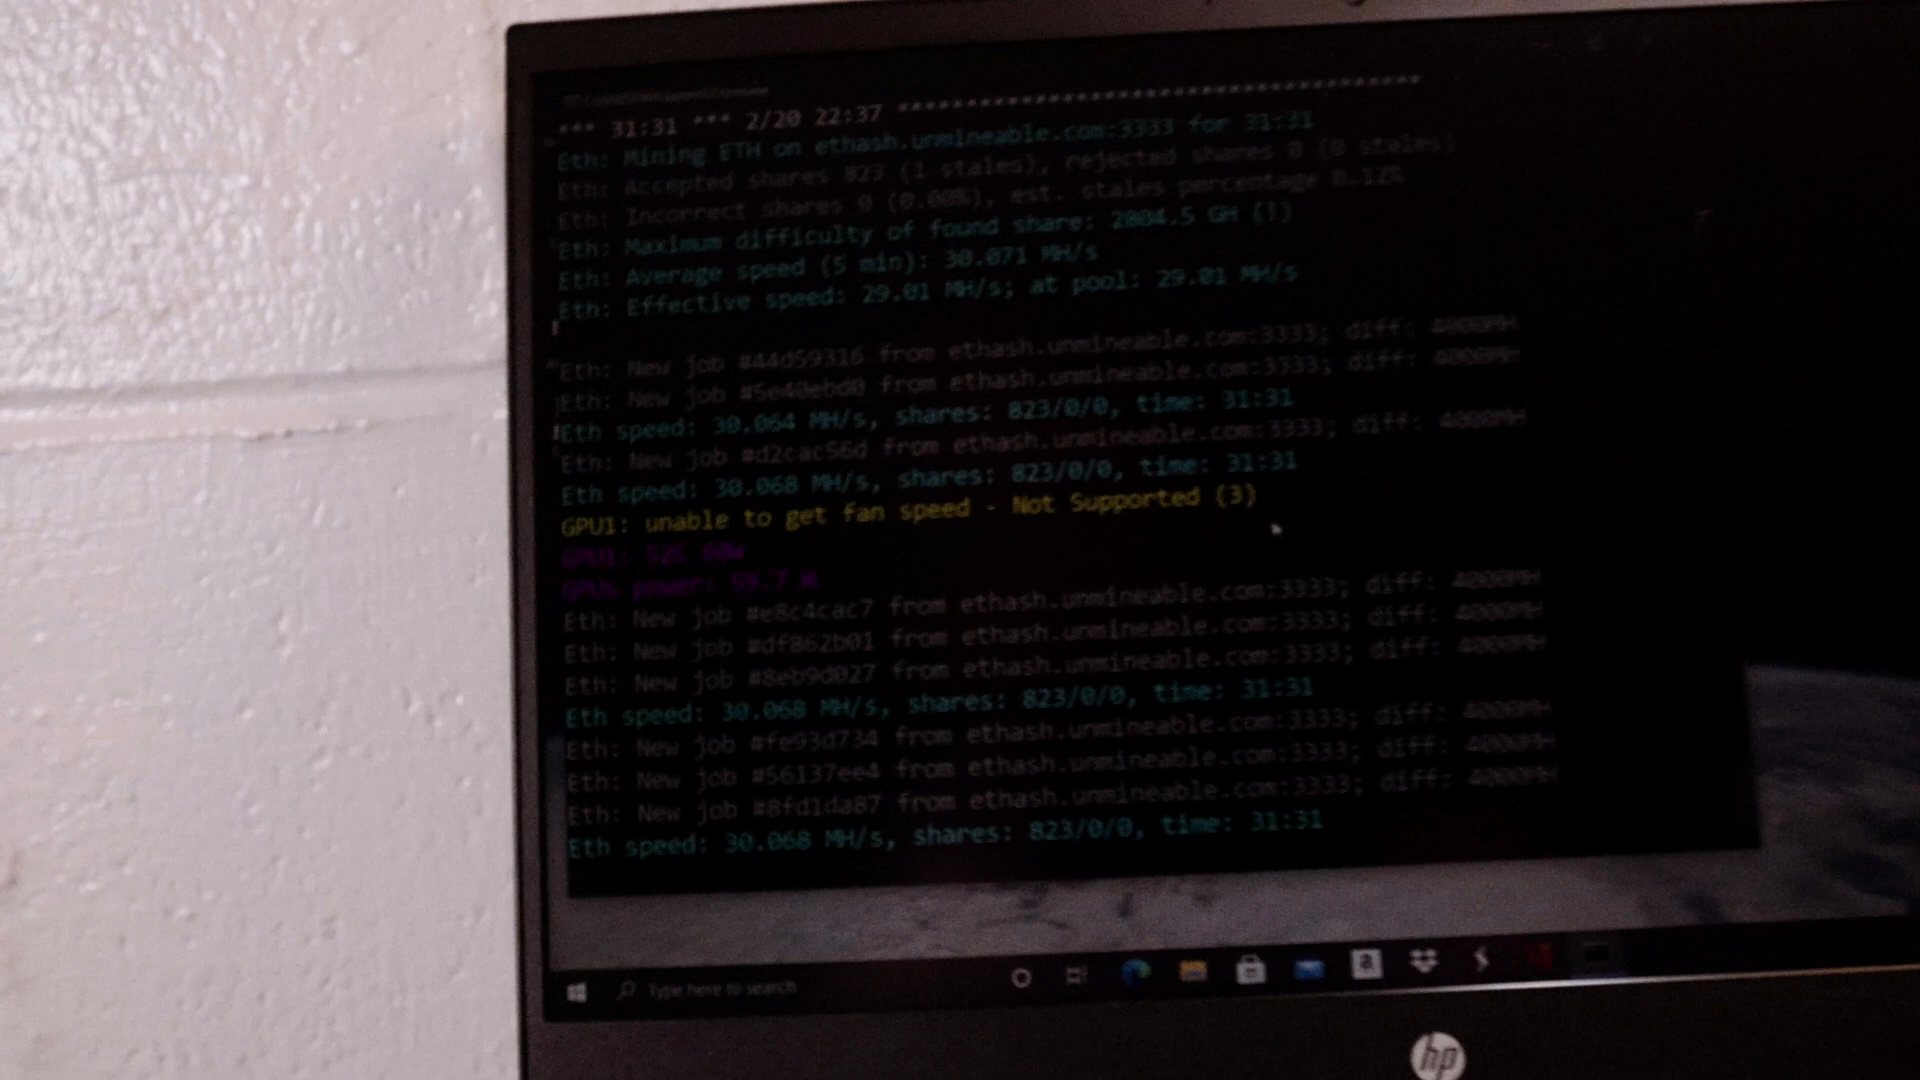 *** 31:31 *** 2/20 22:37 **************************************
Eth: Mining ETH on ethash.unmineable.com:3333 for 31:31
Eth: Accepted shares 823 (1 stales), rejected shares 0 (0 stales)
Eth: Incorrect shares 0 (0.00%), est. stales percentage 0.12%
Eth: Maximum difficulty of found share: 2804.5 GH (!)
Eth: Average speed (5 min): 30.071 MH/s
Eth: Effective speed: 29.01 MH/s; at pool: 29.01 MH/s
Eth: New job #44d59316 from ethash.unmineable.com:3333; diff: 4000MH
Eth: New job #5e40ebd0 from ethash.unmineable.com:3333; diff: 4000MH
Eth speed: 30.064 MH/s, shares: 823/0/0, time: 31:31
Eth: New job #d2cac56d from ethash.unmineable.com:3333; diff: 4000MH
Eth speed: 30.068 MH/s, shares: 823/0/0, time: 31:31
GPU1: unable to get fan speed - Not Supported (3)
GPU1: 52C 60W
GPUs power: 59.7 W
Eth: New job #e8c4cac7 from ethash.unmineable.com:3333; diff: 4000MH
Eth: New job #df862b01 from ethash.unmineable.com:3333; diff: 4000MH
Eth: New job #8eb9d027 from ethash.unmineable.com:3333; diff: 4000MH
Eth speed: 30.068 MH/s, shares: 823/0/0, time: 31:31
Eth: New job #fe93d734 from ethash.unmineable.com:3333; diff: 4000MH
Eth: New job #56137ee4 from ethash.unmineable.com:3333; diff: 4000MH
Eth: New job #8fd1da87 from ethash.unmineable.com:3333; diff: 4000MH
Eth speed: 30.068 MH/s, shares: 823/0/0, time: 31:31
Type here to search
a
hp